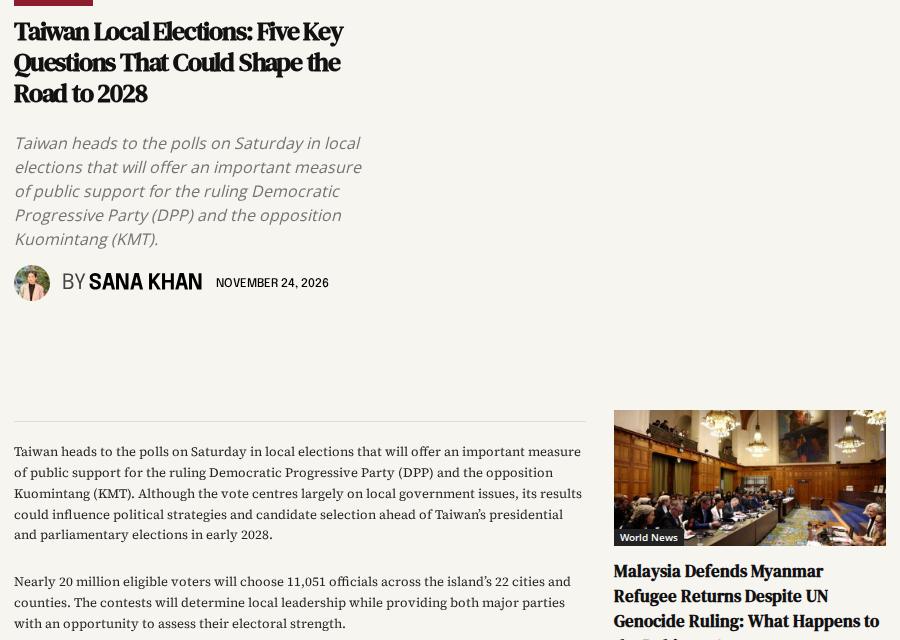 Taiwan Local Elections: Five Key
Questions That Could Shape the
Road to 2028
Taiwan heads to the polls on Saturday in local
elections that will offer an important measure
of public support for the ruling Democratic
Progressive Party (DPP) and the opposition
Kuomintang (KMT).
BY SANA KHAN NOVEMBER 24, 2026
Taiwan heads to the polls on Saturday in local elections that will offer an important measure
of public support for the ruling Democratic Progressive Party (DPP) and the opposition
Kuomintang (KMT). Although the vote centres largely on local government issues, its results
could influence political strategies and candidate selection ahead of Taiwan’s presidential
and parliamentary elections in early 2028.
Nearly 20 million eligible voters will choose 11,051 officials across the island’s 22 cities and
counties. The contests will determine local leadership while providing both major parties
with an opportunity to assess their electoral strength.
World News
Malaysia Defends Myanmar
Refugee Returns Despite UN
Genocide Ruling: What Happens to